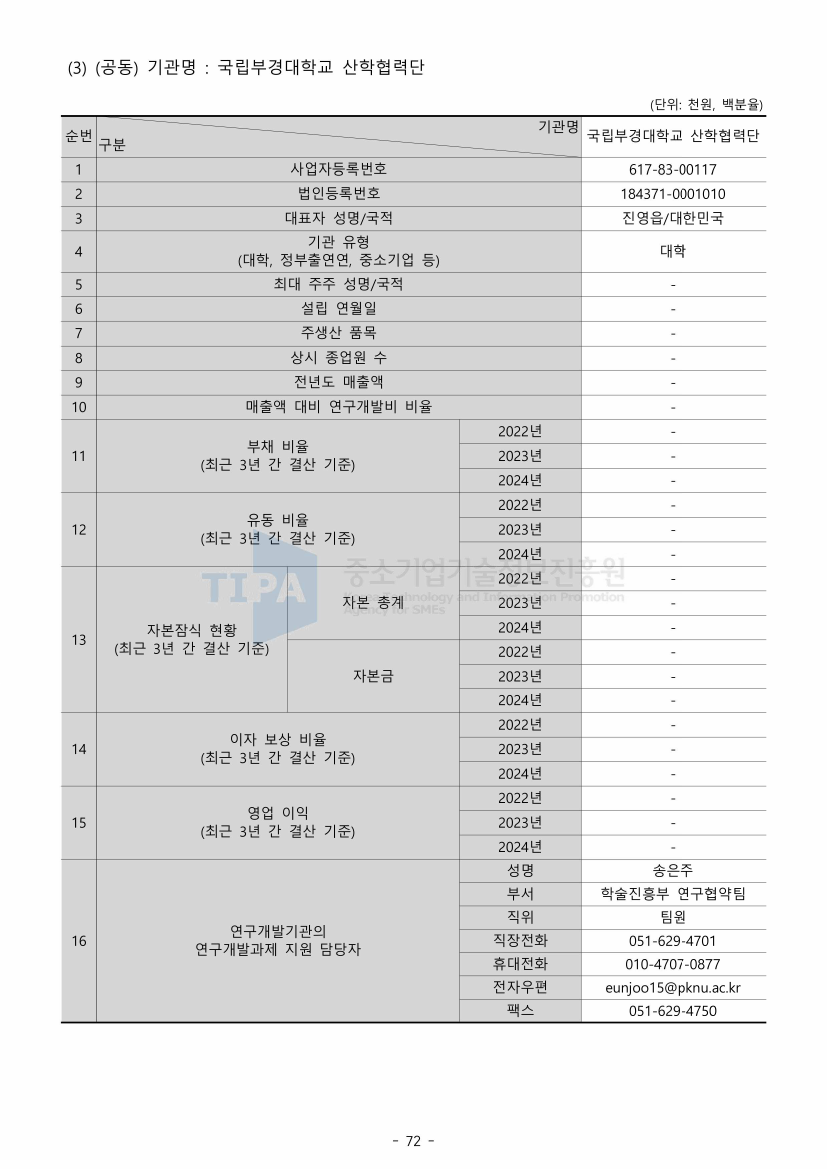 (3) (공동) 기관명 : 국립부경대학교 산학협력단
(단위: 천원, 백분율)
순번 구분 기관명 국립부경대학교 산학협력단
1 사업자등록번호 617-83-00117
2 법인등록번호 184371-0001010
3 대표자 성명/국적 진영읍/대한민국
4 기관 유형
(대학, 정부출연연, 중소기업 등) 대학
5 최대 주주 성명/국적 -
6 설립 연월일 -
7 주생산 품목 -
8 상시 종업원 수 -
9 전년도 매출액 -
10 매출액 대비 연구개발비 비율 -
11 부채 비율
(최근 3년 간 결산 기준)
2022년 -
2023년 -
2024년 -
12 유동 비율
(최근 3년 간 결산 기준)
2022년 -
2023년 -
2024년 -
13 자본잠식 현황
(최근 3년 간 결산 기준)
자본 총계
2022년 -
2023년 -
2024년 -
자본금
2022년 -
2023년 -
2024년 -
14 이자 보상 비율
(최근 3년 간 결산 기준)
2022년 -
2023년 -
2024년 -
15 영업 이익
(최근 3년 간 결산 기준)
2022년 -
2023년 -
2024년 -
16 연구개발기관의
연구개발과제 지원 담당자
성명 송은주
부서 학술진흥부 연구협약팀
직위 팀원
직장전화 051-629-4701
휴대전화 010-4707-0877
전자우편 eunjoo15@pknu.ac.kr
팩스 051-629-4750
TIPA 중소기업기술정보진흥원
Technology and Information Promotion
Agency for SMEs
- 72 -